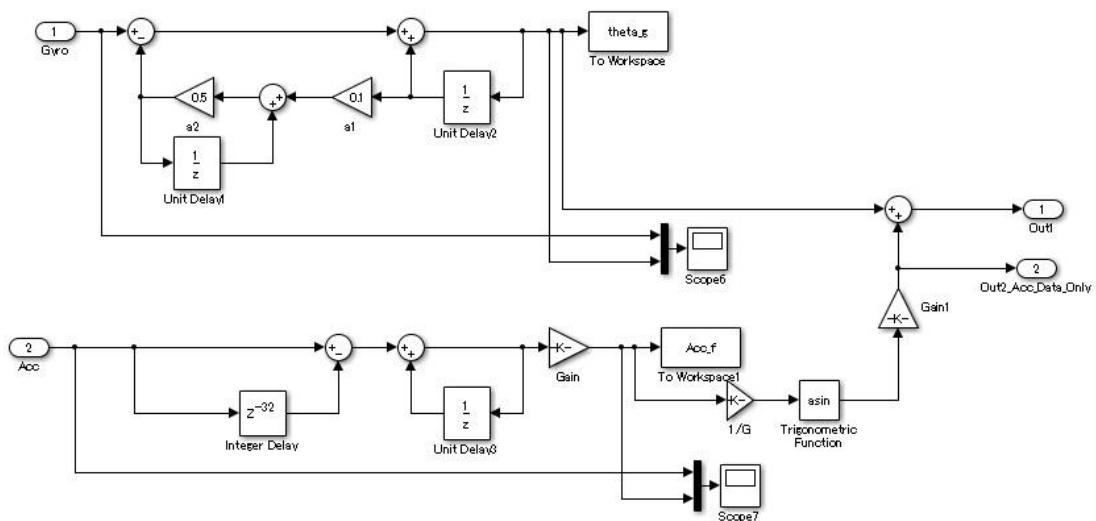 1
Gyro
+
-
+
+
theta_g
To Workspace
0.5
a2
+
+
0.1
a1
1
z
Unit Delay2
1
z
Unit Delay1
Scope6
+
+
1
Out1
2
Out2_Acc_Data_Only
-K-
Gain1
2
Acc
+
-
+
+
-K-
Gain
Acc_f
To Workspace1
z-32
Integer Delay
1
z
Unit Delay3
-K-
1/G
asin
Trigonometric
Function
Scope7